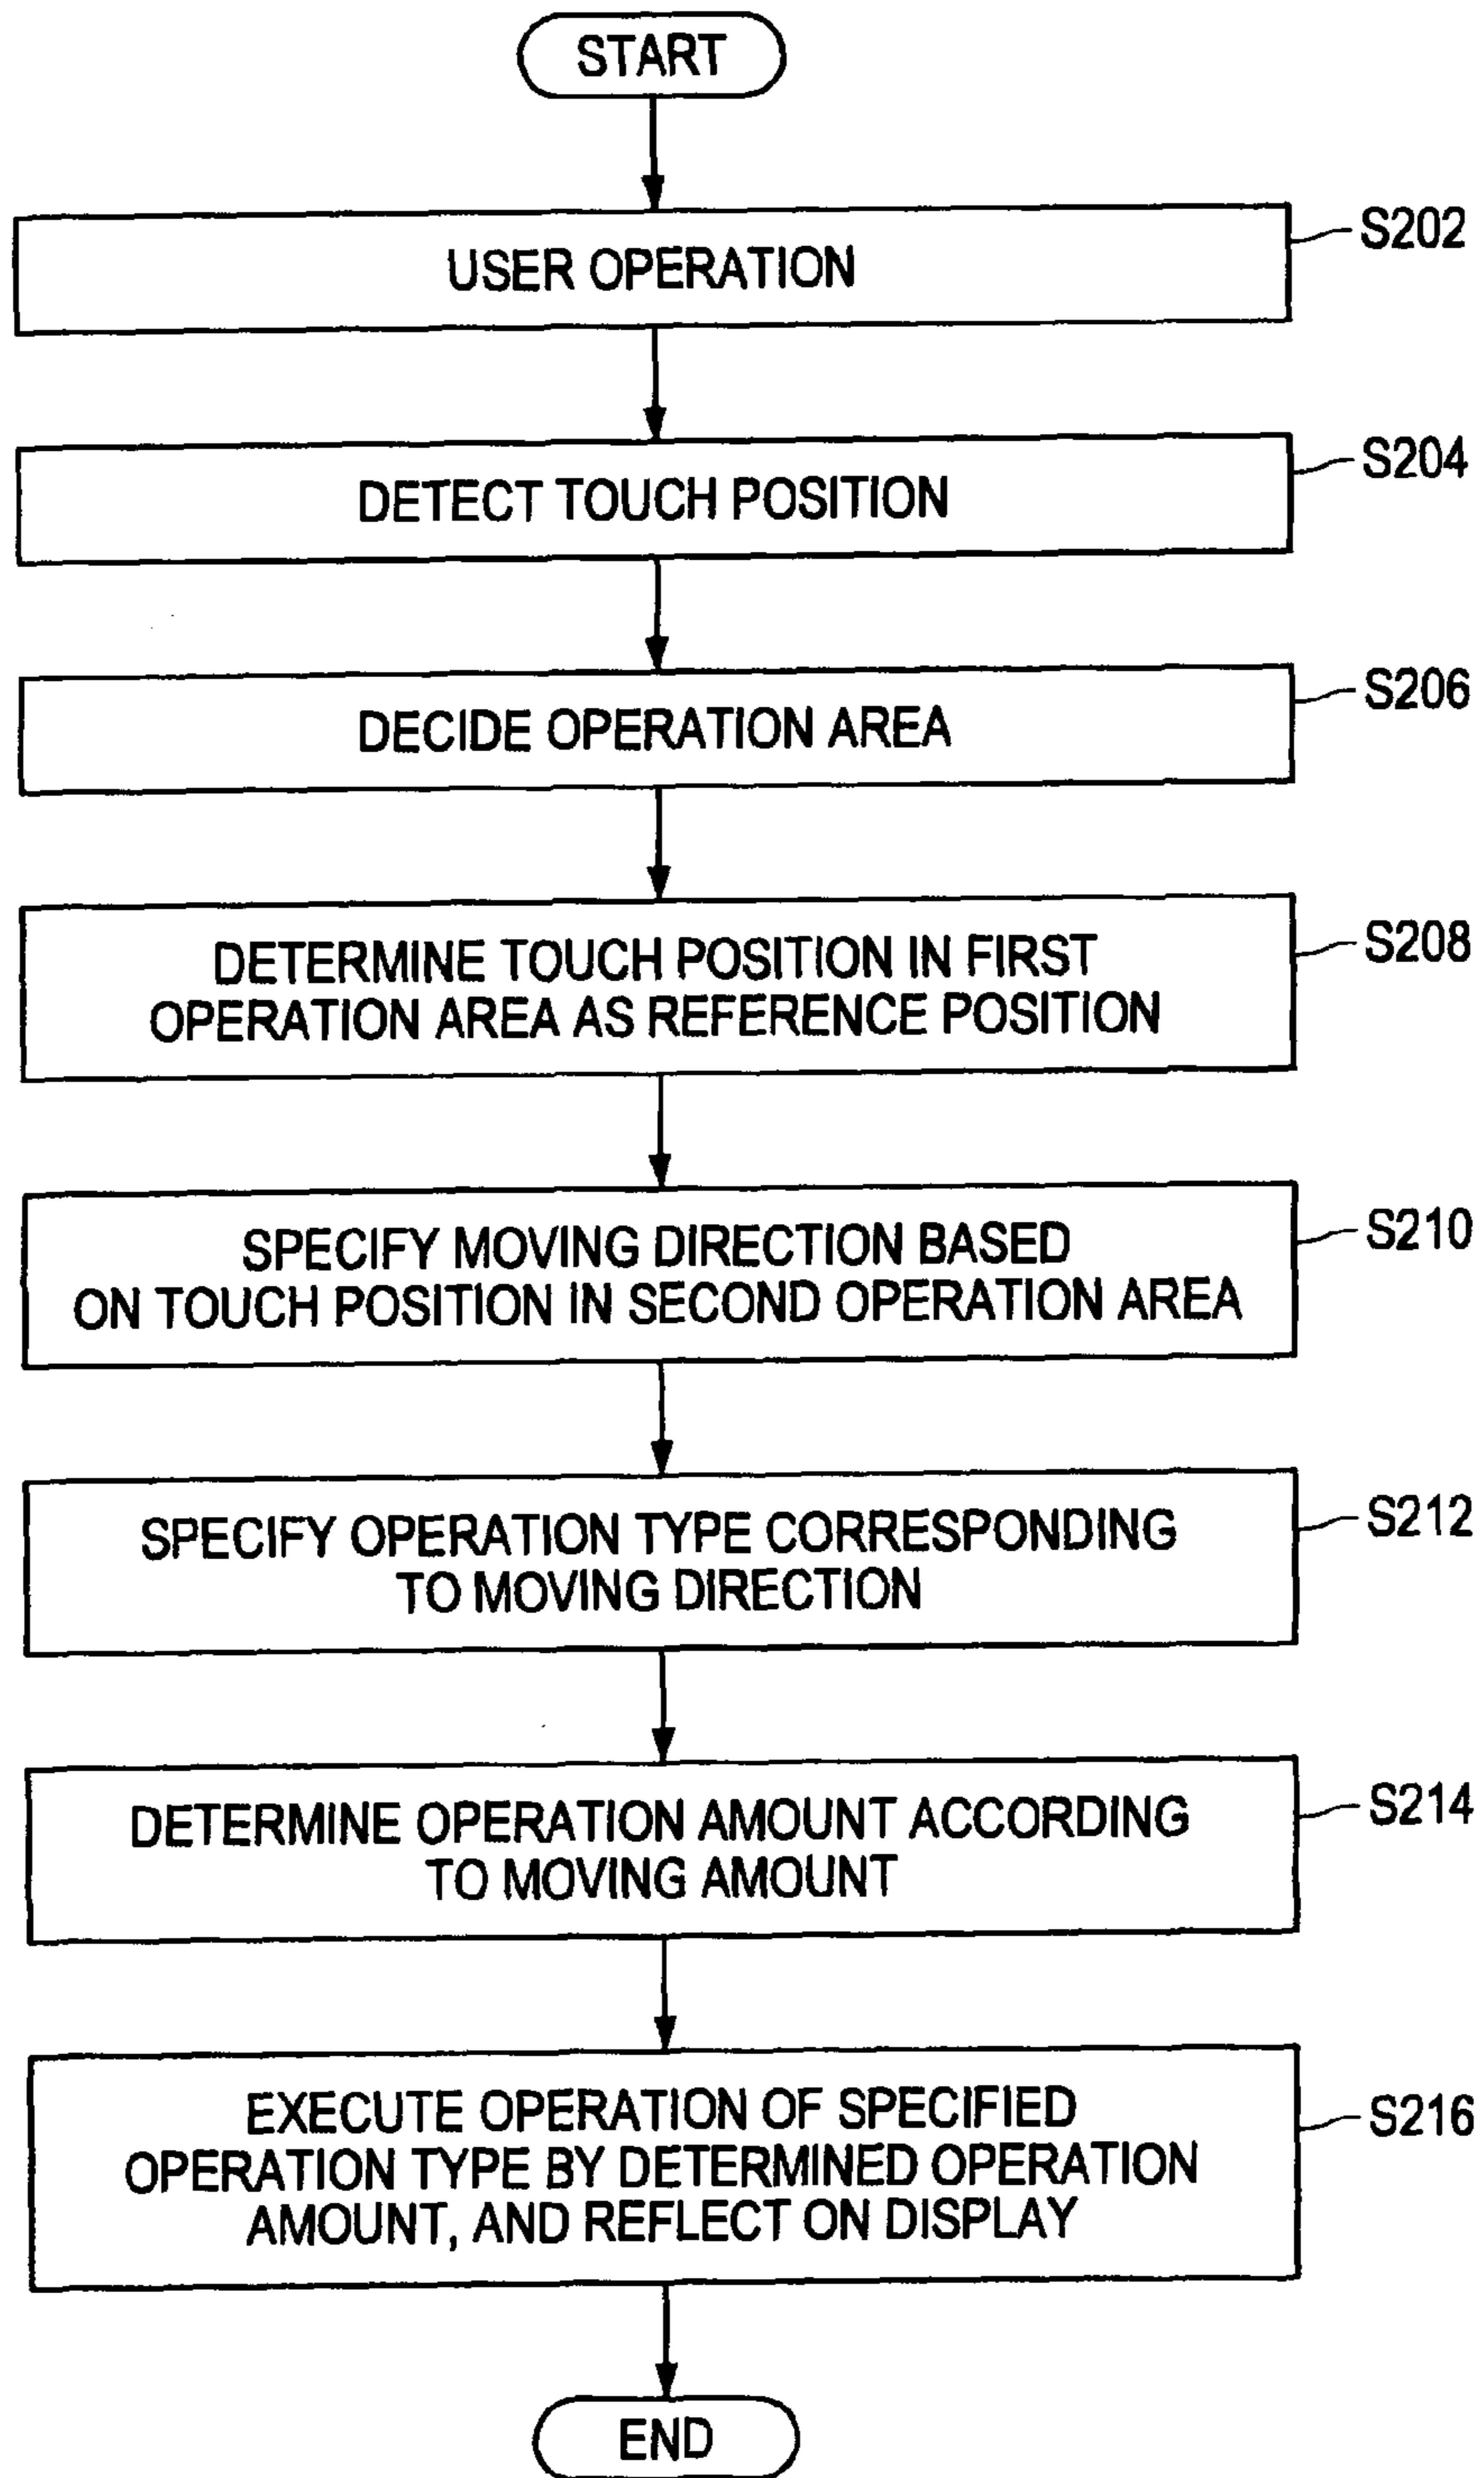 START
USER OPERATION
S202
DETECT TOUCH POSITION
S204
DECIDE OPERATION AREA
S206
DETERMINE TOUCH POSITION IN FIRST
OPERATION AREA AS REFERENCE POSITION
S208
SPECIFY MOVING DIRECTION BASED
ON TOUCH POSITION IN SECOND OPERATION AREA
S210
SPECIFY OPERATION TYPE CORRESPONDING
TO MOVING DIRECTION
S212
DETERMINE OPERATION AMOUNT ACCORDING
TO MOVING AMOUNT
S214
EXECUTE OPERATION OF SPECIFIED
OPERATION TYPE BY DETERMINED OPERATION
AMOUNT, AND REFLECT ON DISPLAY
S216
END